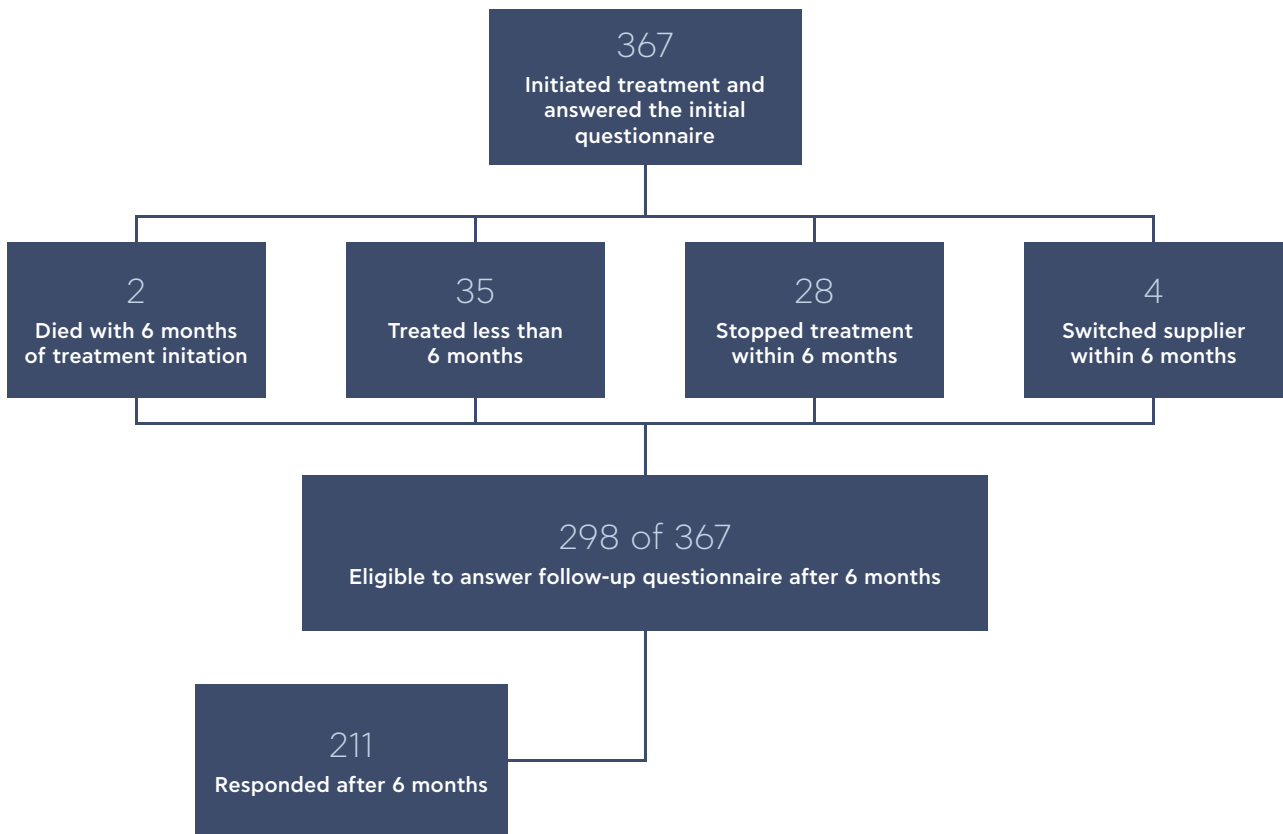 367
Initiated treatment and
answered the initial
questionnaire
2
Died with 6 months
of treatment initation
35
Treated less than
6 months
28
Stopped treatment
within 6 months
4
Switched supplier
within 6 months
298 of 367
Eligible to answer follow-up questionnaire after 6 months
211
Responded after 6 months